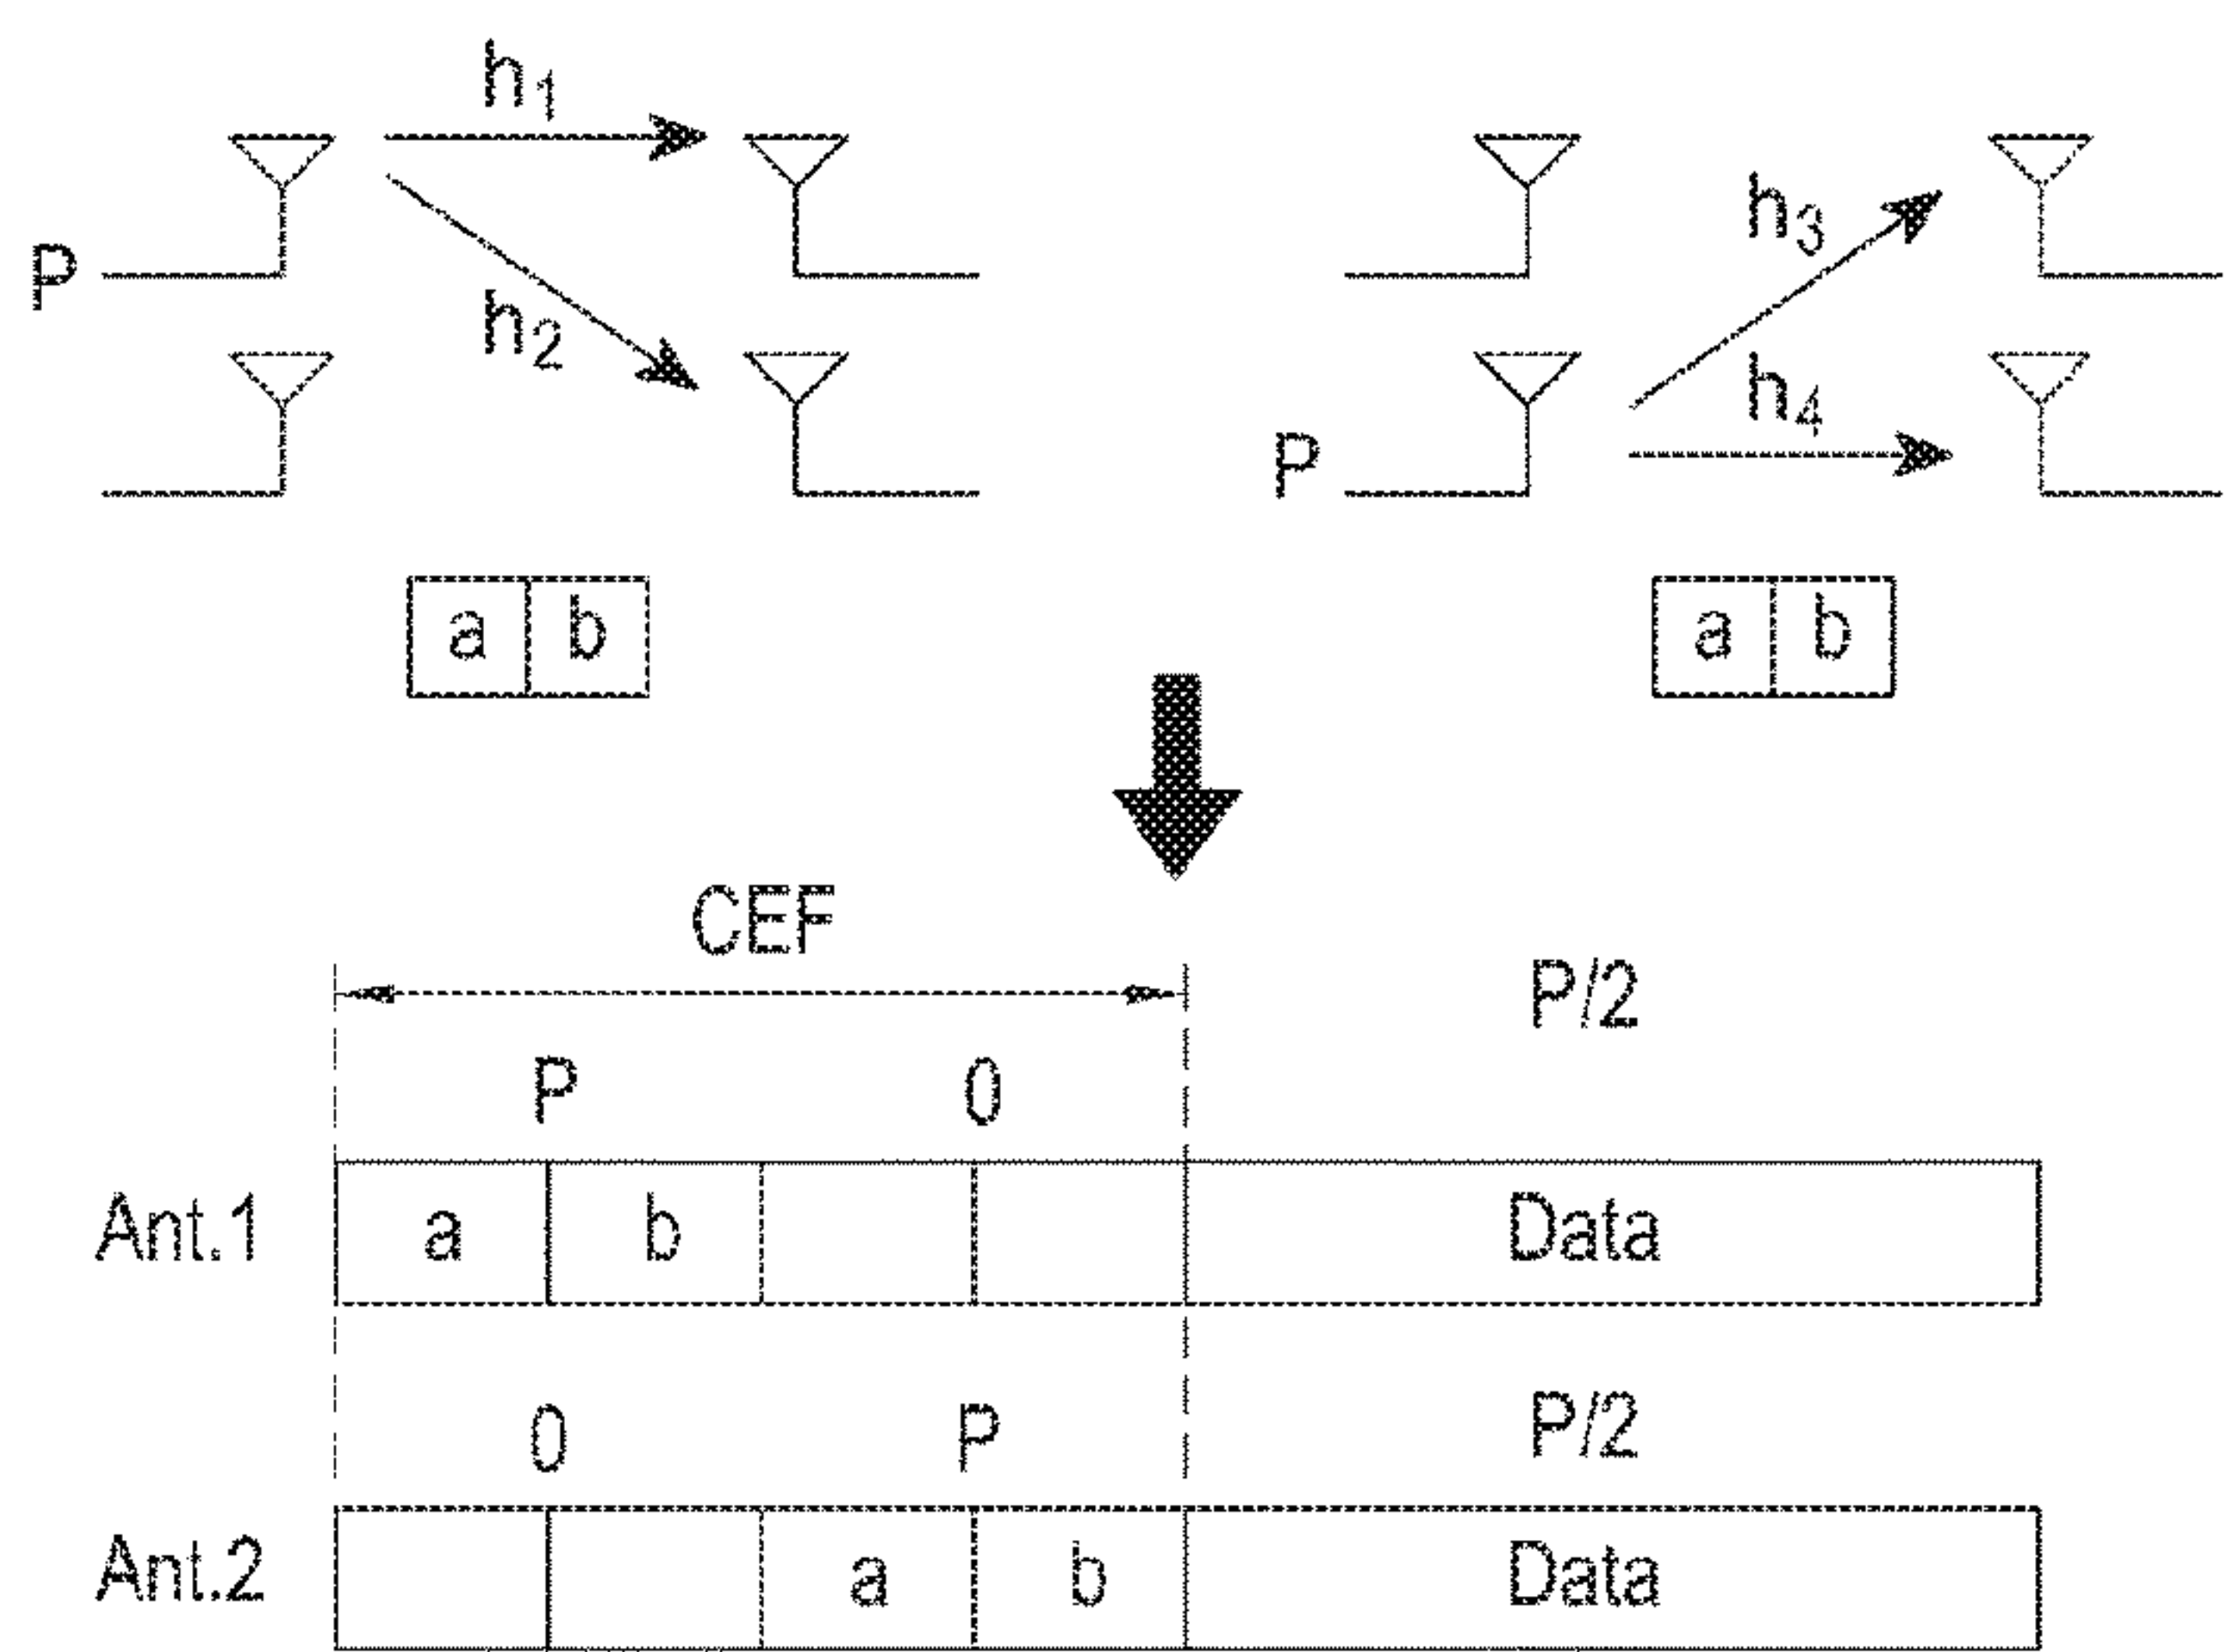 h1
h3
P
h2
h4
P
a b
a b
CEF
P/2
P 0
Ant.1 a b Data
0 P P/2
Ant.2 a b Data